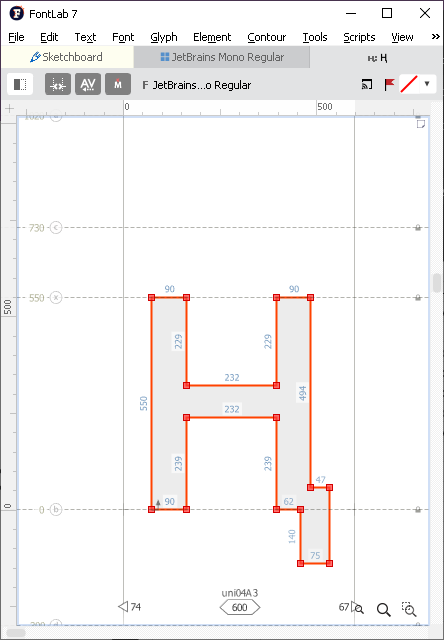 FontLab 7
File Edit Text Font Glyph Element Contour Tools Scripts View »
Sketchboard JetBrains Mono Regular ң: Ң
AV M F JetBrains...o Regular
0 500
730 c
550 x
90 90
500
229 229
232
550 494
232
239 239
47
0 0 b 90 62
140
75
uni04A3
74 600 67